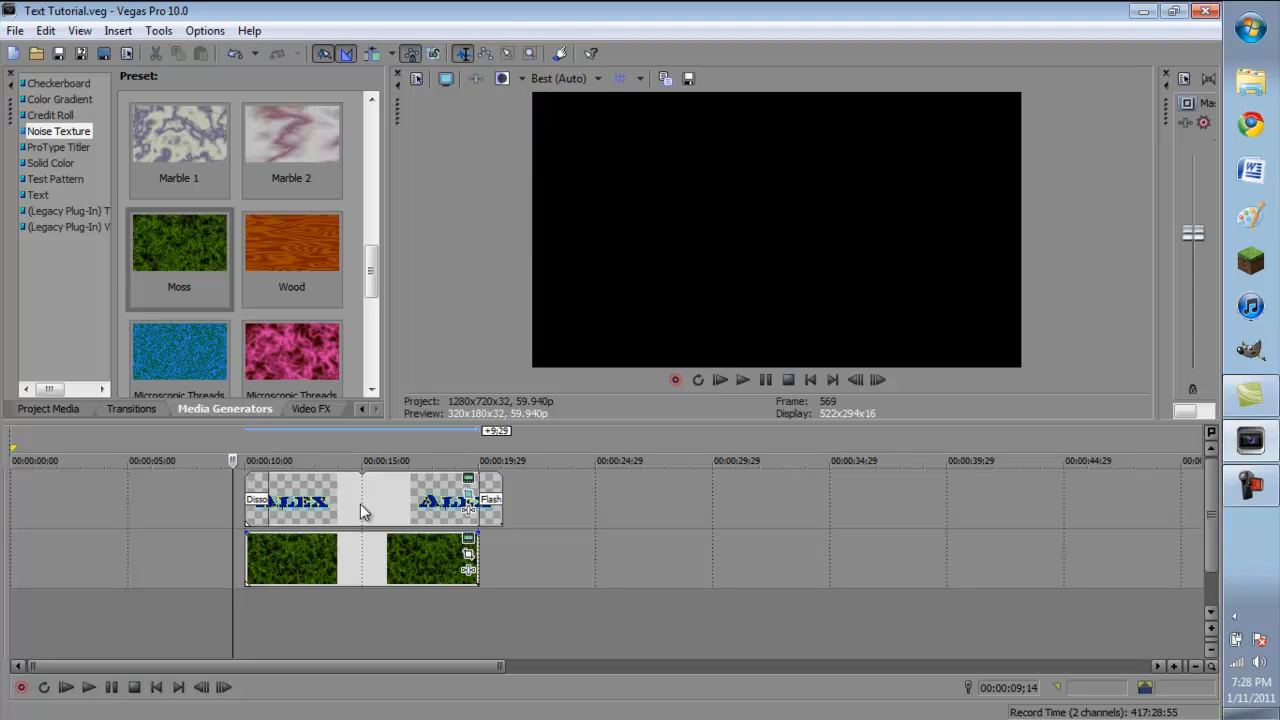 Text Tutorial.veg - Vegas Pro 10.0
File Edit View Insert Tools Options Help
Checkerboard
Color Gradient
Credit Roll
Noise Texture
ProType Titler
Solid Color
Test Pattern
Text
(Legacy Plug-In) T
(Legacy Plug-In) V
Preset:
Marble 1
Marble 2
Moss
Wood
Microscopic Threads
Microscopic Threads
Best (Auto)
Project Media Transitions Media Generators Video FX
Project: 1280x720x32, 59.940p
Preview: 320x180x32, 59.940p
Frame: 569
Display: 522x294x16
+9;29
00:00:00;00 00:00:05;00 00:00:10;00 00:00:15;00 00:00:19;29 00:00:24;29 00:00:29;29 00:00:34;29 00:00:39;29 00:00:44;29
Disso
ALEX
Flash
00:00:09;14
Record Time (2 channels): 417:28:55
7:28 PM
1/11/2011